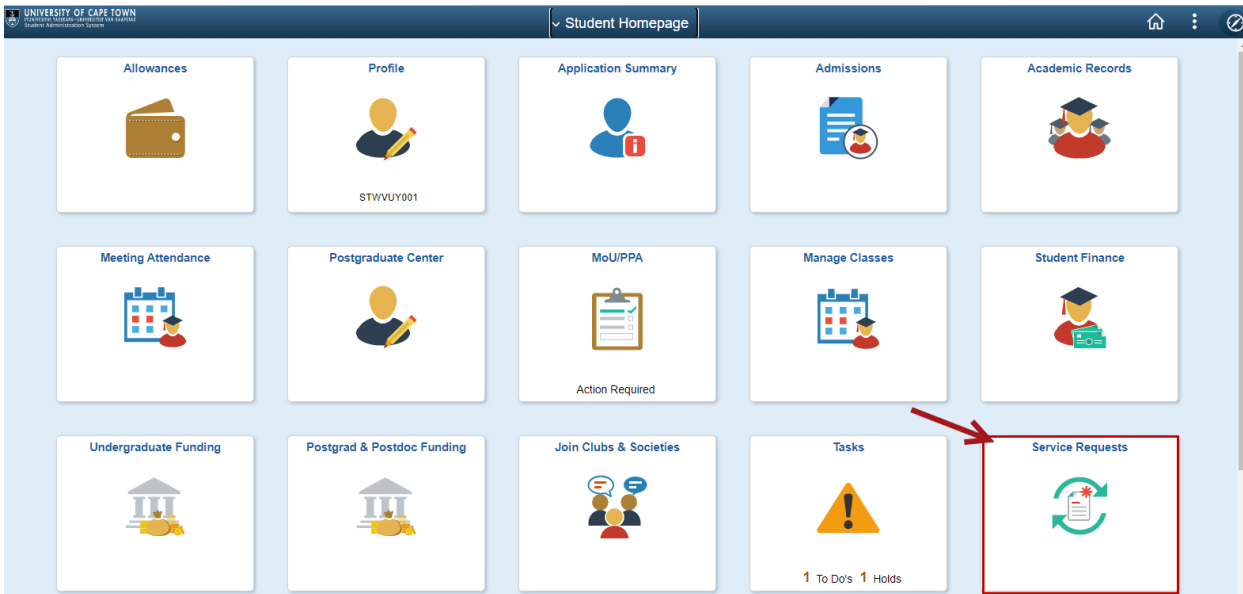 UNIVERSITY OF CAPE TOWN
Student Administration System
Student Homepage
Allowances
Profile
Application Summary
Admissions
Academic Records
STWVUY001
Meeting Attendance
Postgraduate Center
MoU/PPA
Manage Classes
Student Finance
Action Required
Undergraduate Funding
Postgrad & Postdoc Funding
Join Clubs & Societies
Tasks
Service Requests
1 To Do's 1 Holds